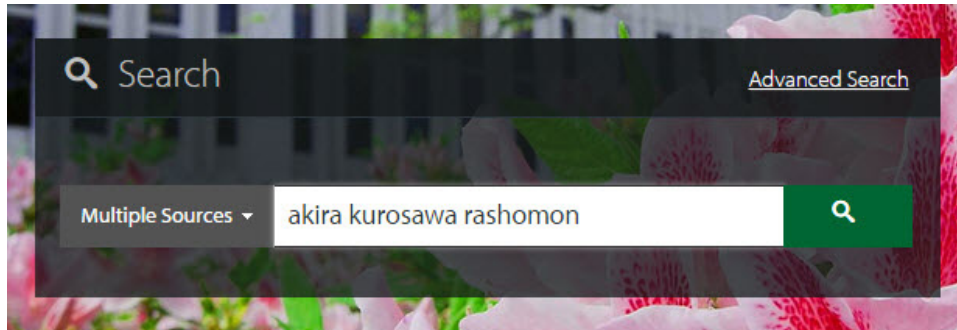 Search
Advanced Search
Multiple Sources
akira kurosawa rashomon